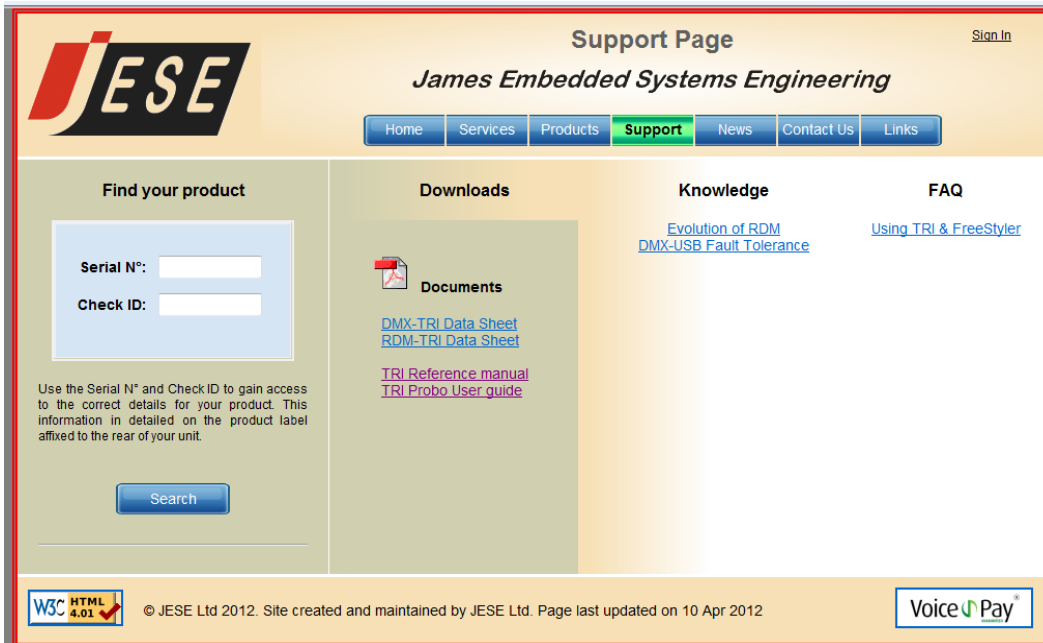 JESE
Support Page
Sign In
James Embedded Systems Engineering
Home Services Products Support News Contact Us Links
Find your product
Serial N°:
Check ID:
Use the Serial N° and Check ID to gain access
to the correct details for your product. This
information in detailed on the product label
affixed to the rear of your unit.
Search
Downloads
Documents
DMX-TRI Data Sheet
RDM-TRI Data Sheet
TRI Reference manual
TRI Probo User guide
Knowledge
Evolution of RDM
DMX-USB Fault Tolerance
FAQ
Using TRI & FreeStyler
W3C HTML
4.01
© JESE Ltd 2012. Site created and maintained by JESE Ltd. Page last updated on 10 Apr 2012
Voice Pay